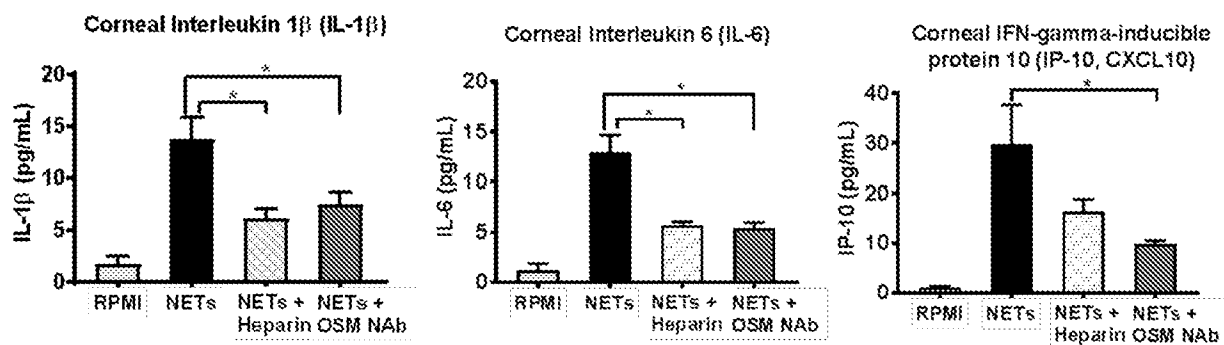 Corneal Interleukin 1β (IL-1β)
*
*
IL-1β (pg/mL)
20
15
10
5
0
RPMI
NETs
NETs +
Heparin
NETs +
OSM NAb
Corneal Interleukin 6 (IL-6)
*
*
IL-6 (pg/mL)
20
15
10
5
0
RPMI
NETs
NETs +
Heparin
NETs +
OSM NAb
Corneal IFN-gamma-inducible
protein 10 (IP-10, CXCL10)
*
IP-10 (pg/mL)
40
30
20
10
0
RPMI
NETs
NETs +
Heparin
NETs +
OSM NAb